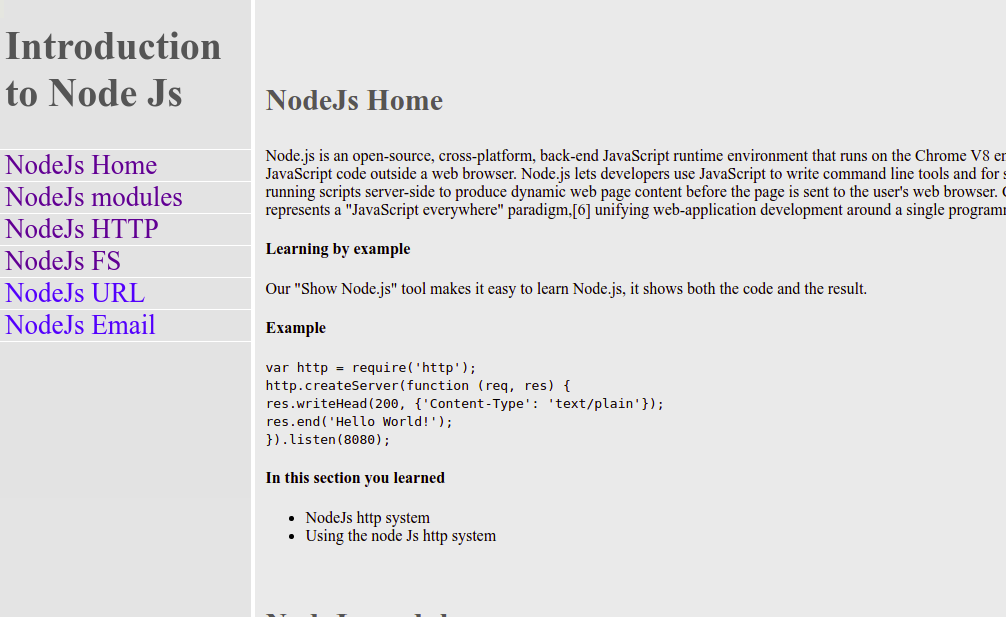 Introduction
to Node Js
NodeJs Home
NodeJs modules
NodeJs HTTP
NodeJs FS
NodeJs URL
NodeJs Email
NodeJs Home
Node.js is an open-source, cross-platform, back-end JavaScript runtime environment that runs on the Chrome V8
JavaScript code outside a web browser. Node.js lets developers use JavaScript to write command line tools and for
running scripts server-side to produce dynamic web page content before the page is sent to the user's web browser.
represents a "JavaScript everywhere" paradigm,[6] unifying web-application development around a single
Learning by example
Our "Show Node.js" tool makes it easy to learn Node.js, it shows both the code and the result.
Example
var http = require('http');
http.createServer(function (req, res) {
res.writeHead(200, {'Content-Type': 'text/plain'});
res.end('Hello World!');
}).listen(8080);
In this section you learned
NodeJs http system
Using the node Js http system